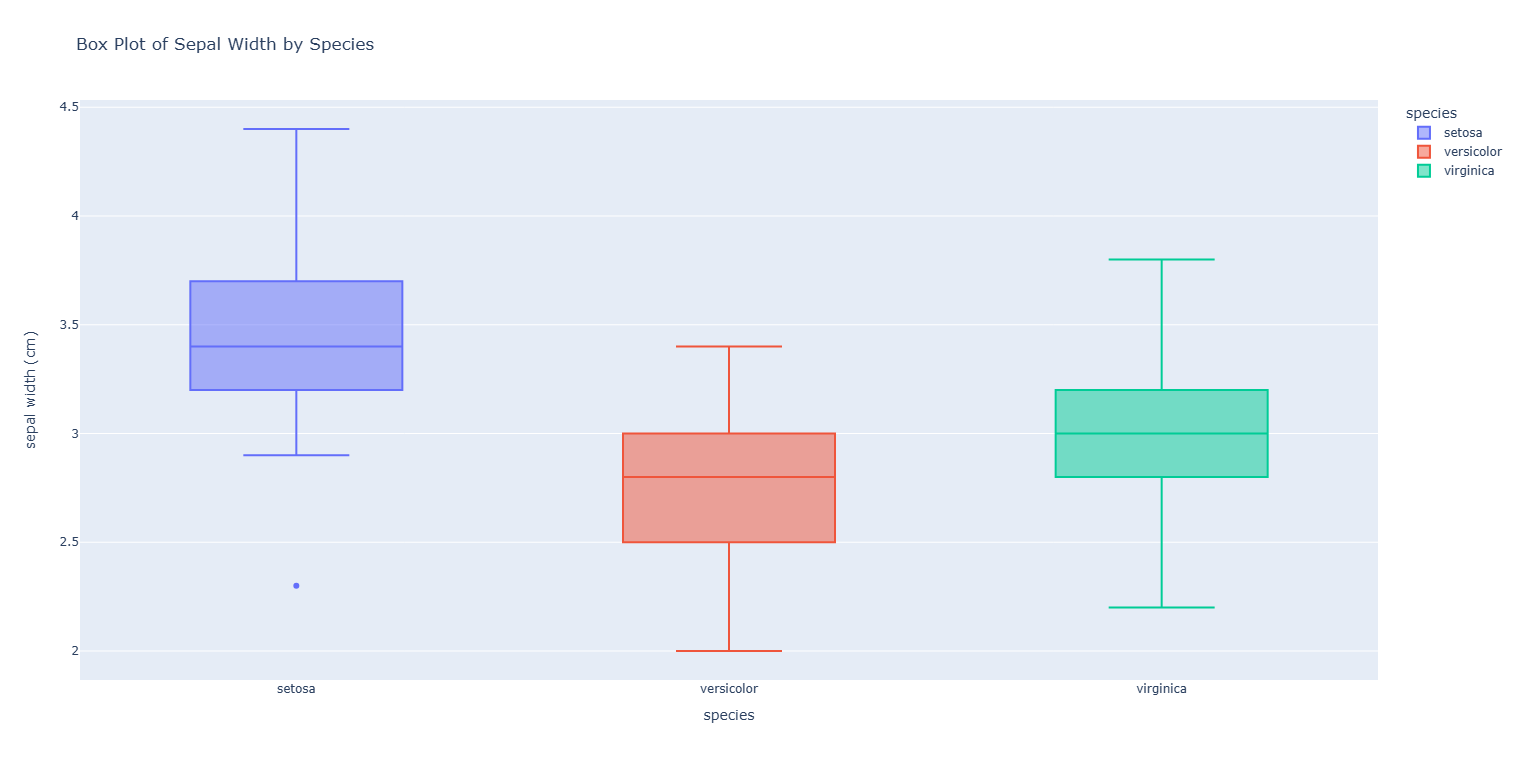 Box Plot of Sepal Width by Species
4.5
4
3.5
3
2.5
2
sepal width (cm)
setosa
versicolor
virginica
species
species
setosa
versicolor
virginica